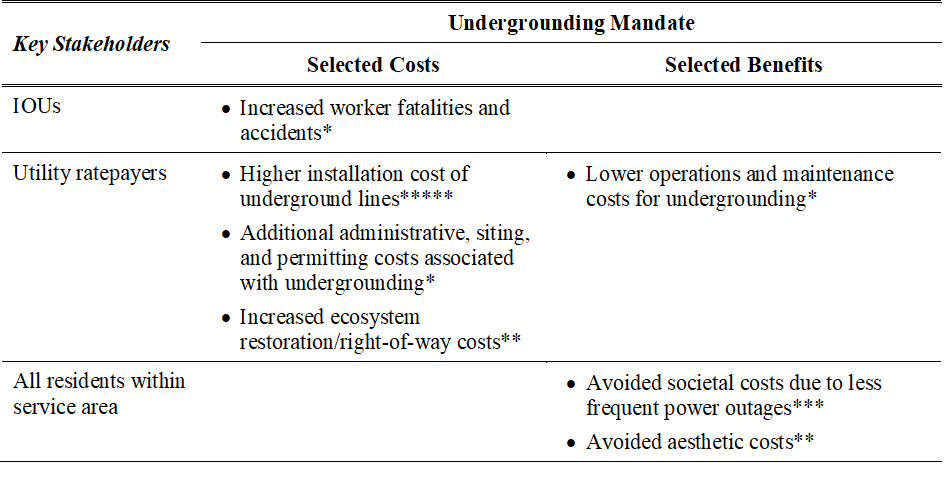 Undergrounding Mandate
Key Stakeholders
Selected Costs
Selected Benefits
IOUs
• Increased worker fatalities and
accidents*
Utility ratepayers
• Higher installation cost of
underground lines*****
• Additional administrative, siting,
and permitting costs associated
with undergrounding*
• Increased ecosystem
restoration/right-of-way costs**
• Lower operations and maintenance
costs for undergrounding*
All residents within
service area
• Avoided societal costs due to less
frequent power outages***
• Avoided aesthetic costs**